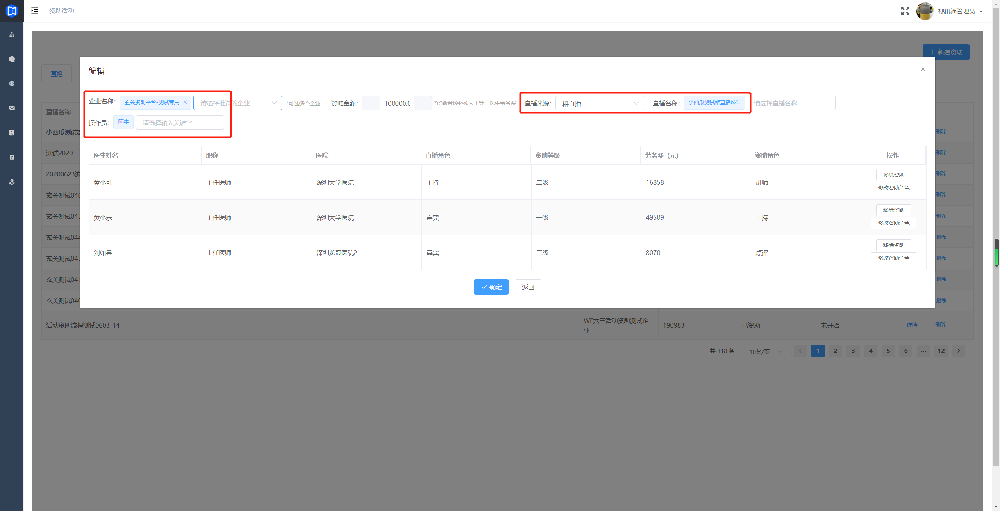 资助活动
视讯通管理员
新建资助
直播
编辑
企业名称: 玄关资助平台-测试专用 请选择推送的企业 *可选多个企业 资助金额: 100000.0 *资助金额必须大于等于医生劳务费 直播来源: 群直播 直播名称: 小西瓜测试群直播623 请选择直播名称
操作员: 阿牛 请选择输入关键字
医生姓名 职称 医院 直播角色 资助等级 劳务费 (元) 资助角色 操作
黄小可 主任医师 深圳大学医院 主持 二级 16858 讲师 移除资助
修改资助角色
黄小乐 主任医师 深圳大学医院 嘉宾 一级 49509 主持 移除资助
修改资助角色
刘如果 主任医师 深圳龙冠医院2 嘉宾 三级 8070 点评 移除资助
修改资助角色
确定 返回
直播名称
小西瓜测试群 删除
测试2020 删除
20200623流 删除
玄关测试046 删除
玄关测试045 删除
玄关测试044 删除
玄关测试043 删除
玄关测试041 删除
玄关测试040 删除
活动资助流程测试0603-14 WF六三活动资助测试企业 190983 已资助 未开始 详情 删除
共 118 条 10条/页 1 2 3 4 5 6 ··· 12